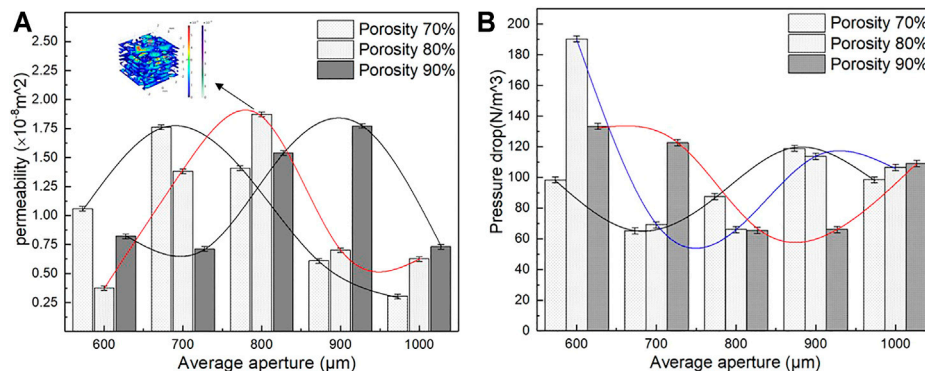 A
Porosity 70%
Porosity 80%
Porosity 90%
2.50
2.25
2.00
1.75
1.50
1.25
1.00
0.75
0.50
0.25
permeability (×10^-8m^2)
600 700 800 900 1000
Average aperture (μm)
B
Porosity 70%
Porosity 80%
Porosity 90%
200
180
160
140
120
100
80
60
40
20
0
Pressure drop(N/m^3)
600 700 800 900 1000
Average aperture (μm)